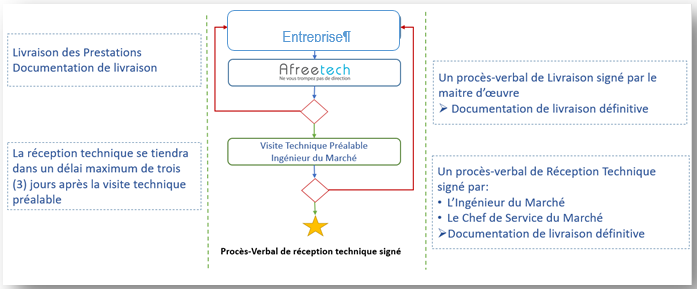 Livraison des Prestations
Documentation de livraison
La réception technique se tiendra
dans un délai maximum de trois
(3) jours après la visite technique
préalable
Entreprise¶
Afreetech
Ne vous trompez pas de direction
Visite Technique Préalable
Ingénieur du Marché
Procès-Verbal de réception technique signé
Un procès-verbal de Livraison signé par le
maitre d’œuvre
➢ Documentation de livraison définitive
Un procès-verbal de Réception Technique
signé par:
• L’Ingénieur du Marché
• Le Chef de Service du Marché
➢Documentation de livraison définitive